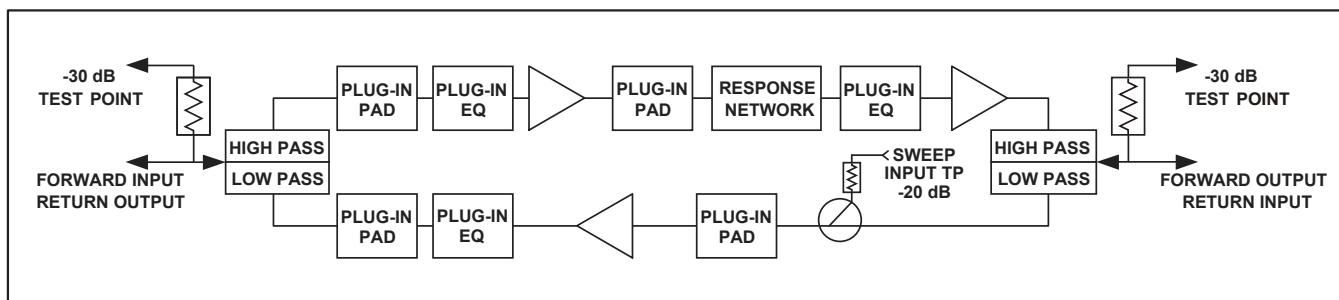 -30 dB
TEST POINT
PLUG-IN
PAD
PLUG-IN
EQ
PLUG-IN
PAD
RESPONSE
NETWORK
PLUG-IN
EQ
-30 dB
TEST POINT
HIGH PASS
LOW PASS
FORWARD INPUT
RETURN OUTPUT
SWEEP
INPUT TP
-20 dB
HIGH PASS
LOW PASS
FORWARD OUTPUT
RETURN INPUT
PLUG-IN
PAD
PLUG-IN
EQ
PLUG-IN
PAD